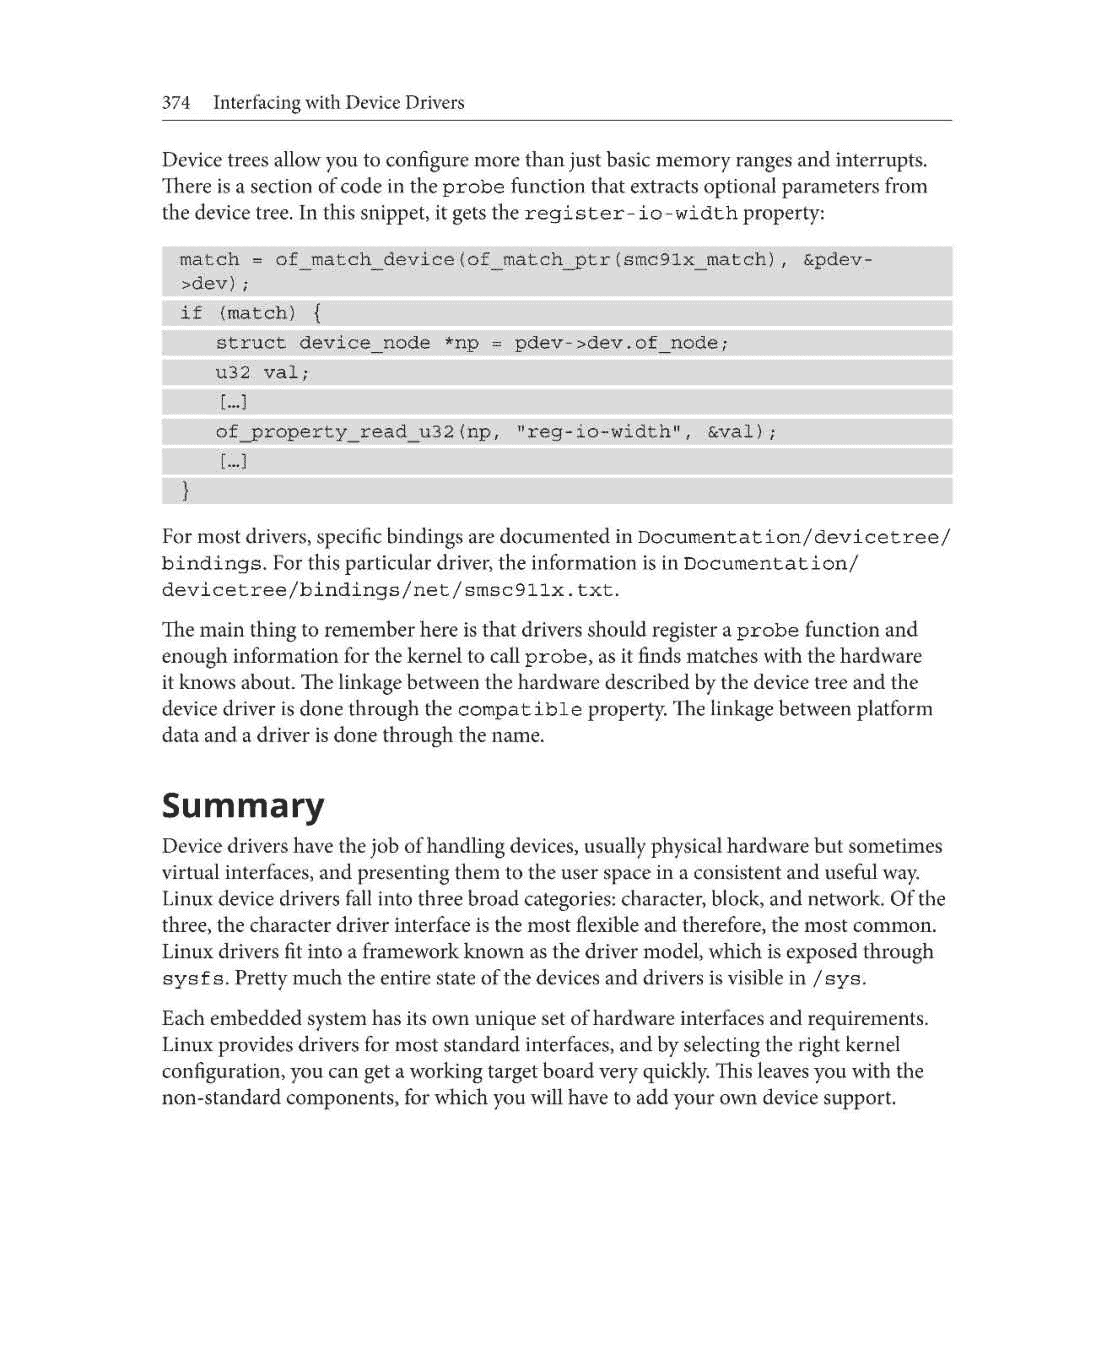 374 Interfacing with Device Drivers
Device trees allow you to configure more than just basic memory ranges and interrupts.
There is a section of code in the probe function that extracts optional parameters from
the device tree. In this snippet, it gets the register-io-width property:
match = of_match_device(of_match_ptr(smc91x_match), &pdev-
>dev);
if (match) {
struct device_node *np = pdev->dev.of_node;
u32 val;
[…]
of_property_read_u32(np, "reg-io-width", &val);
[…]
}
For most drivers, specific bindings are documented in Documentation/devicetree/
bindings. For this particular driver, the information is in Documentation/
devicetree/bindings/net/smsc911x.txt.
The main thing to remember here is that drivers should register a probe function and
enough information for the kernel to call probe, as it finds matches with the hardware
it knows about. The linkage between the hardware described by the device tree and the
device driver is done through the compatible property. The linkage between platform
data and a driver is done through the name.
Summary
Device drivers have the job of handling devices, usually physical hardware but sometimes
virtual interfaces, and presenting them to the user space in a consistent and useful way.
Linux device drivers fall into three broad categories: character, block, and network. Of the
three, the character driver interface is the most flexible and therefore, the most common.
Linux drivers fit into a framework known as the driver model, which is exposed through
sysfs. Pretty much the entire state of the devices and drivers is visible in /sys.
Each embedded system has its own unique set of hardware interfaces and requirements.
Linux provides drivers for most standard interfaces, and by selecting the right kernel
configuration, you can get a working target board very quickly. This leaves you with the
non-standard components, for which you will have to add your own device support.